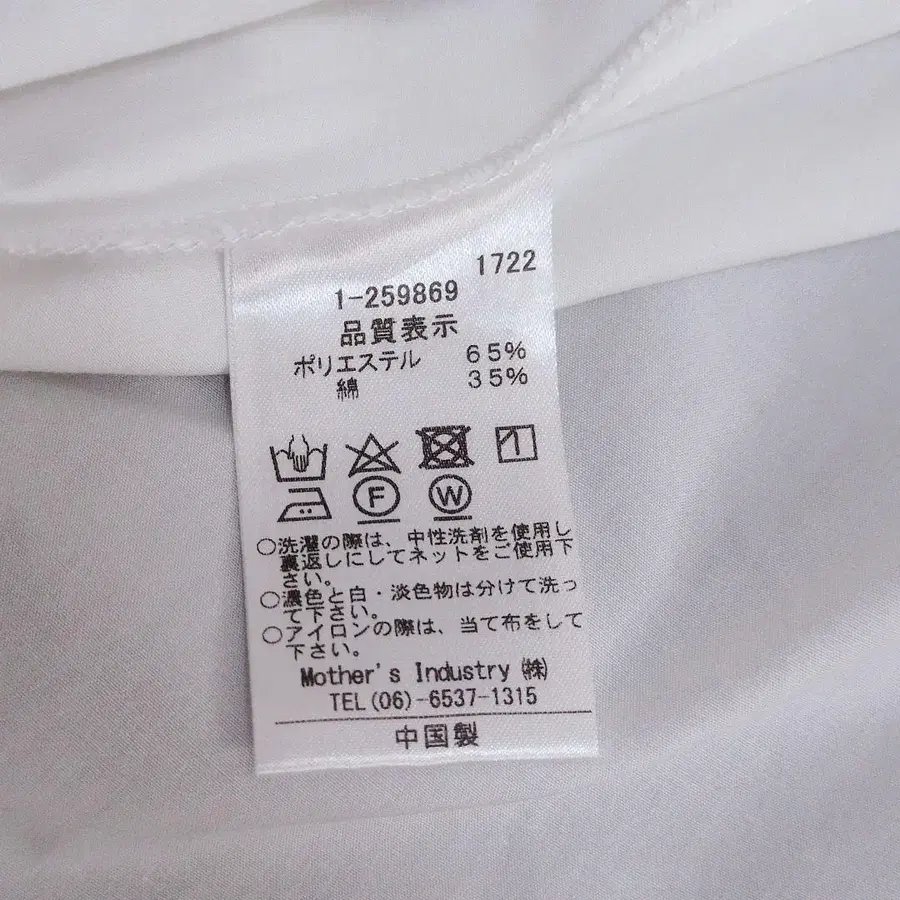 1722
1-259869
品質表示
ポリエステル 65%
綿 35%
F W
○洗濯の際は、中性洗剤を使用し
裏返しにしてネットをご使用下
さい。
○濃色と白・淡色物は分けて洗っ
て下さい。
○アイロンの際は、当て布をして
下さい。
Mother's Industry ㈱
TEL(06)-6537-1315
中国製